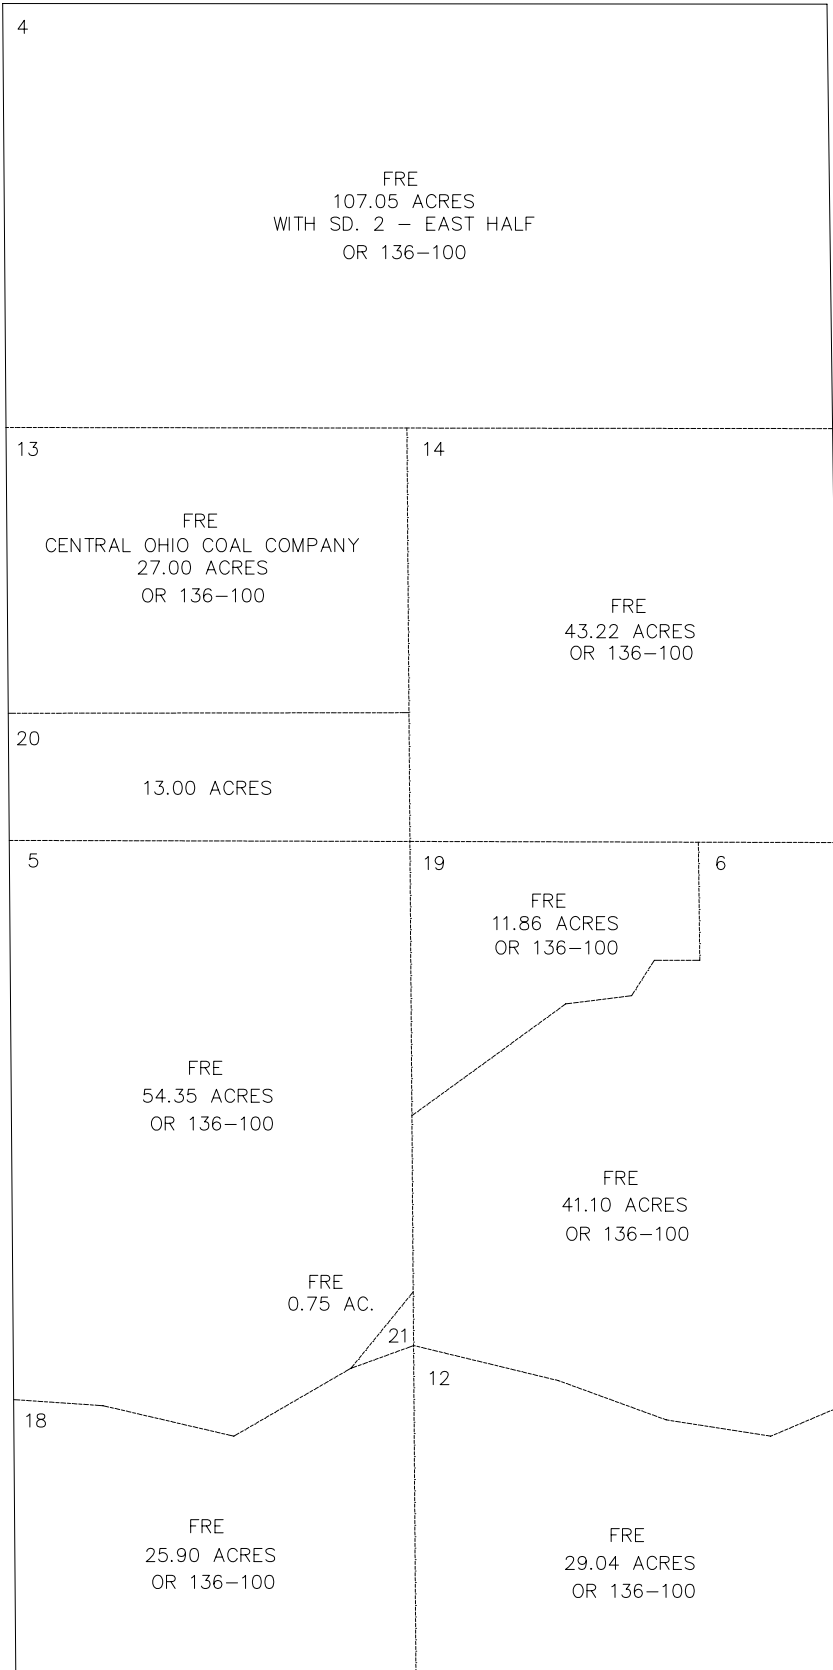 4
FRE
107.05 ACRES
WITH SD. 2 – EAST HALF
OR 136–100
13
FRE
CENTRAL OHIO COAL COMPANY
27.00 ACRES
OR 136–100
14
FRE
43.22 ACRES
OR 136–100
20
13.00 ACRES
5
FRE
54.35 ACRES
OR 136–100
19
FRE
11.86 ACRES
OR 136–100
6
FRE
41.10 ACRES
OR 136–100
FRE
0.75 AC.
21
18
FRE
25.90 ACRES
OR 136–100
12
FRE
29.04 ACRES
OR 136–100